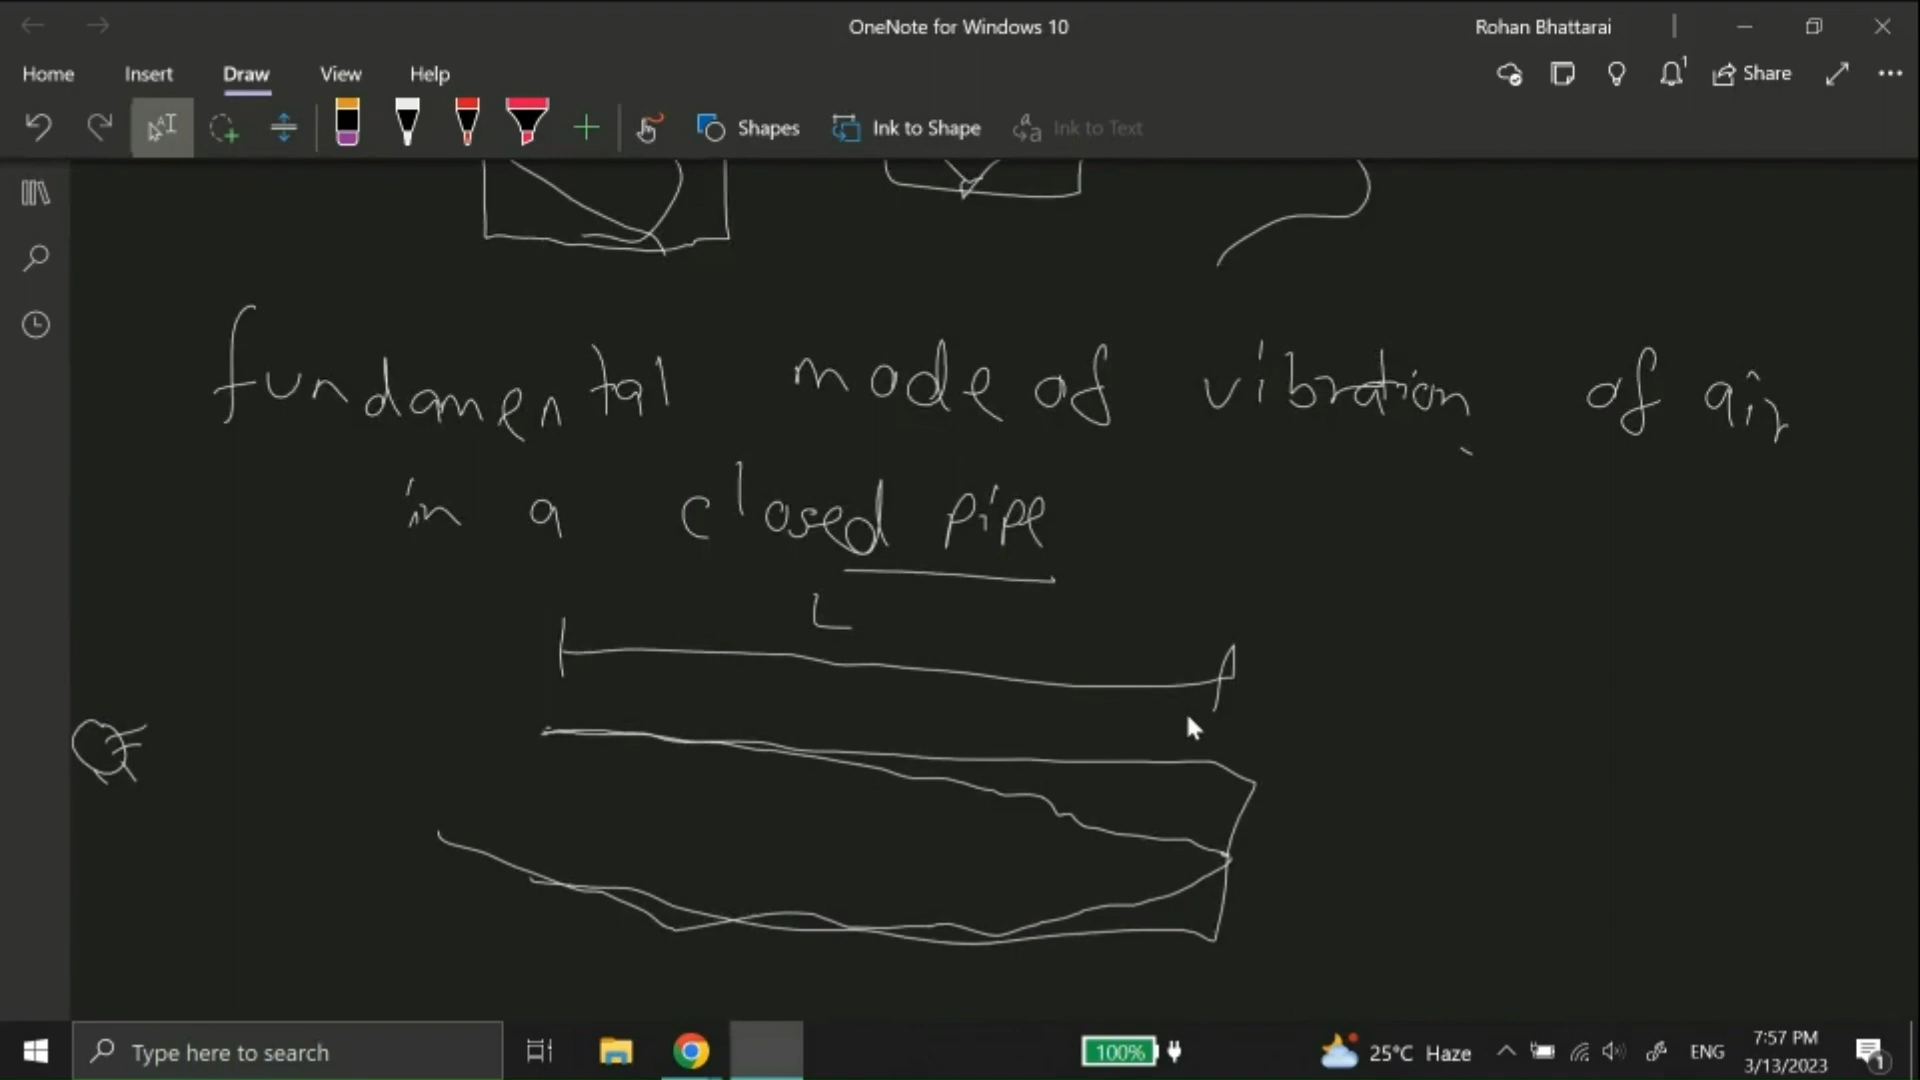 OneNote for Windows 10
Rohan Bhattarai
Home Insert Draw View Help
1
Share
Shapes
Ink to Shape
Ink to Text
fundamental mode of vibration of air
in a closed pipe
L
Type here to search
100%
25°C Haze
ENG
7:57 PM
3/13/2023
1